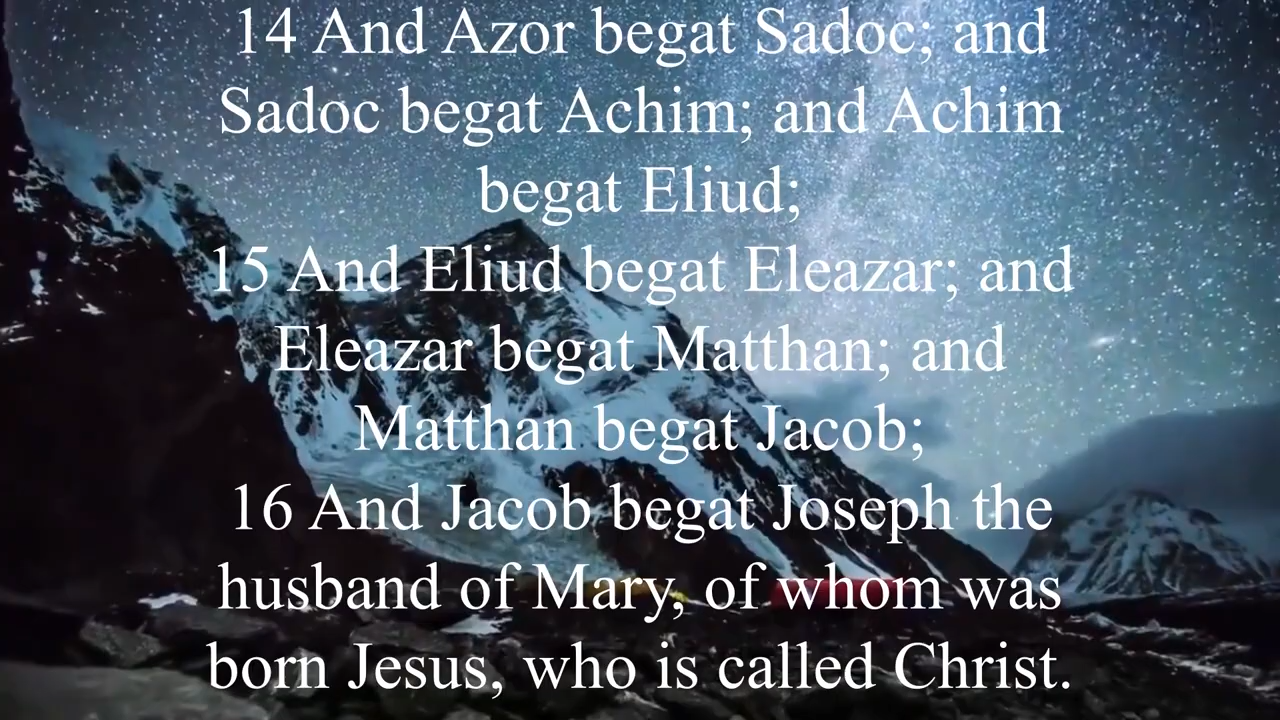 14 And Azor begat Sadoc; and
Sadoc begat Achim; and Achim
begat Eliud;
15 And Eliud begat Eleazar; and
Eleazar begat Matthan; and
Matthan begat Jacob;
16 And Jacob begat Joseph the
husband of Mary, of whom was
born Jesus, who is called Christ.